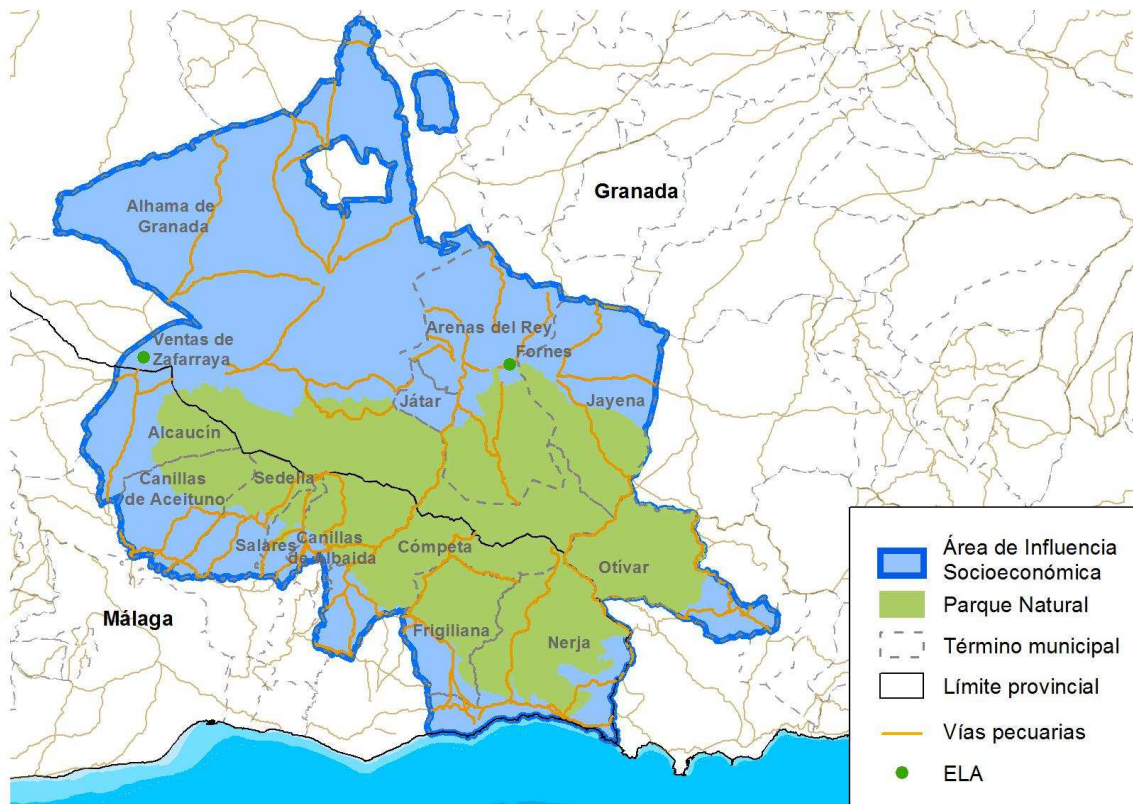 Granada
Alhama de
Granada
Arenas del Rey
Ventas de
Zafarraya
Fornes
Játar
Jayena
Alcaucín
Sedella
Canillas
de Aceituno
Salares
Canillas
de Albaida
Cómpeta
Otívar
Málaga
Frigiliana
Nerja
Área de Influencia
Socioeconómica
Parque Natural
Término municipal
Límite provincial
Vías pecuarias
ELA